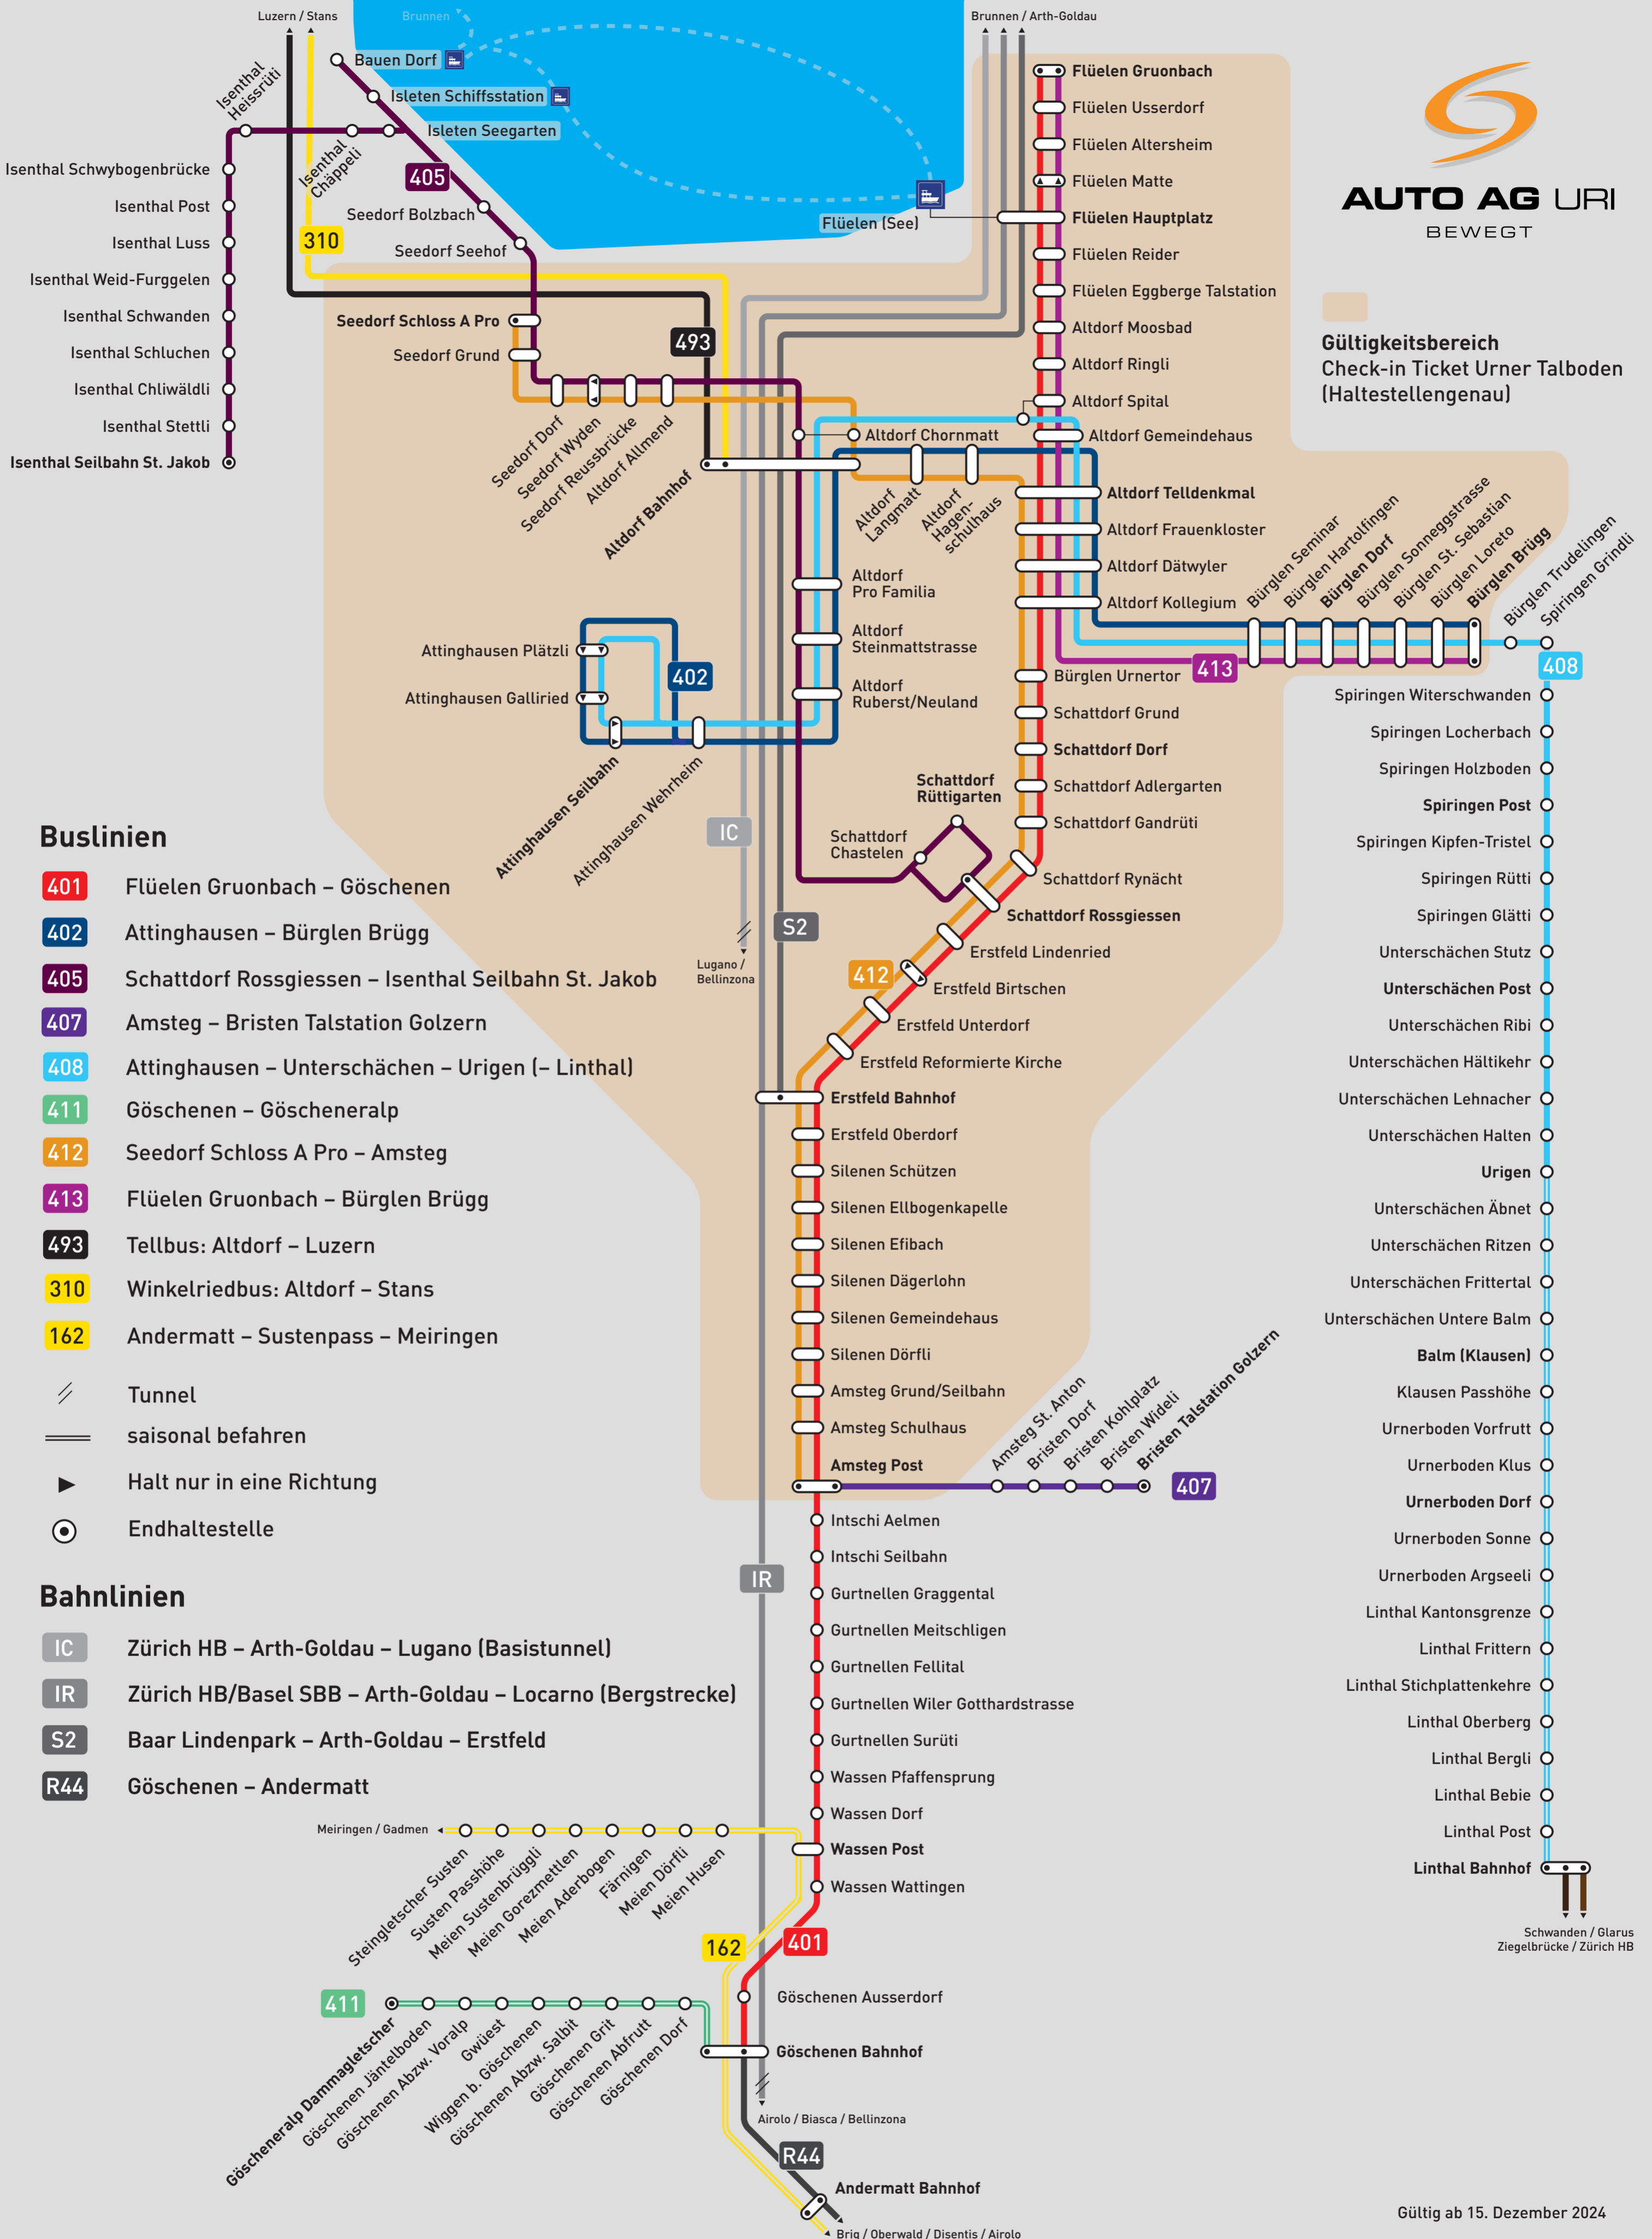 Luzern / Stans
Brunnen
Brunnen / Arth-Goldau
Bauen Dorf
Isleten Schiffsstation
Isleten Seegarten
Isenthal
Heissrüti
Isenthal
Chäppeli
405
310
Seedorf Bolzbach
Seedorf Seehof
Flüelen (See)
Isenthal Schwybogenbrücke
Isenthal Post
Isenthal Luss
Isenthal Weid-Furggelen
Isenthal Schwanden
Isenthal Schluchen
Isenthal Chliwäldli
Isenthal Stettli
Isenthal Seilbahn St. Jakob
Flüelen Gruonbach
Flüelen Usserdorf
Flüelen Altersheim
Flüelen Matte
Flüelen Hauptplatz
Flüelen Reider
Flüelen Eggberge Talstation
Altdorf Moosbad
Altdorf Ringli
Altdorf Spital
Altdorf Gemeindehaus
Altdorf Telldenkmal
Altdorf Frauenkloster
Altdorf Dätwyler
Altdorf Kollegium
AUTO AG URI
BEWEGT
Gültigkeitsbereich
Check-in Ticket Urner Talboden
(Haltestellengenau)
Seedorf Schloss A Pro
Seedorf Grund
493
Seedorf Dorf
Seedorf Wyden
Seedorf Reussbrücke
Altdorf Allmend
Altdorf Bahnhof
Altdorf Chornmatt
Altdorf
Langmatt
Altdorf
Hagen-
schulhaus
Altdorf
Pro Familia
Altdorf
Steinmattstrasse
Altdorf
Ruberst/Neuland
Attinghausen Plätzli
Attinghausen Galliried
402
Attinghausen Seilbahn
Attinghausen Wehrheim
Bürglen Seminar
Bürglen Hartolfingen
Bürglen Dorf
Bürglen Sonneggstrasse
Bürglen St. Sebastian
Bürglen Loreto
Bürglen Brügg
Bürglen Trudelingen
Spiringen Grindli
413
408
Bürglen Urnertor
Schattdorf Grund
Schattdorf Dorf
Schattdorf Adlergarten
Schattdorf Gandrüti
Schattdorf
Rüttigarten
Schattdorf
Chastelen
Schattdorf Rynächt
Schattdorf Rossgiessen
Erstfeld Lindenried
412
Erstfeld Birtschen
Erstfeld Unterdorf
Erstfeld Reformierte Kirche
IC
S2
Lugano /
Bellinzona
Erstfeld Bahnhof
Erstfeld Oberdorf
Silenen Schützen
Silenen Ellbogenkapelle
Silenen Efibach
Silenen Dägerlohn
Silenen Gemeindehaus
Silenen Dörfli
Amsteg Grund/Seilbahn
Amsteg Schulhaus
Amsteg Post
Amsteg St. Anton
Bristen Dorf
Bristen Kohlplatz
Bristen Wideli
Bristen Talstation Golzern
407
Intschi Aelmen
Intschi Seilbahn
IR
Gurtnellen Graggental
Gurtnellen Meitschligen
Gurtnellen Fellital
Gurtnellen Wiler Gotthardstrasse
Gurtnellen Surüti
Wassen Pfaffensprung
Wassen Dorf
Wassen Post
Wassen Wattingen
401
162
Göschenen Ausserdorf
Göschenen Bahnhof
Airolo / Biasca / Bellinzona
R44
Andermatt Bahnhof
Brig / Oberwald / Disentis / Airolo
Spiringen Witerschwanden
Spiringen Locherbach
Spiringen Holzboden
Spiringen Post
Spiringen Kipfen-Tristel
Spiringen Rütti
Spiringen Glätti
Unterschächen Stutz
Unterschächen Post
Unterschächen Ribi
Unterschächen Hältikehr
Unterschächen Lehnacher
Unterschächen Halten
Urigen
Unterschächen Äbnet
Unterschächen Ritzen
Unterschächen Frittertal
Unterschächen Untere Balm
Balm (Klausen)
Klausen Passhöhe
Urnerboden Vorfrutt
Urnerboden Klus
Urnerboden Dorf
Urnerboden Sonne
Urnerboden Argseeli
Linthal Kantonsgrenze
Linthal Frittern
Linthal Stichplattenkehre
Linthal Oberberg
Linthal Bergli
Linthal Bebie
Linthal Post
Linthal Bahnhof
Schwanden / Glarus
Ziegelbrücke / Zürich HB
Buslinien
401 Flüelen Gruonbach – Göschenen
402 Attinghausen – Bürglen Brügg
405 Schattdorf Rossgiessen – Isenthal Seilbahn St. Jakob
407 Amsteg – Bristen Talstation Golzern
408 Attinghausen – Unterschächen – Urigen (– Linthal)
411 Göschenen – Göscheneralp
412 Seedorf Schloss A Pro – Amsteg
413 Flüelen Gruonbach – Bürglen Brügg
493 Tellbus: Altdorf – Luzern
310 Winkelriedbus: Altdorf – Stans
162 Andermatt – Sustenpass – Meiringen
Tunnel
saisonal befahren
Halt nur in eine Richtung
Endhaltestelle
Bahnlinien
IC Zürich HB – Arth-Goldau – Lugano (Basistunnel)
IR Zürich HB/Basel SBB – Arth-Goldau – Locarno (Bergstrecke)
S2 Baar Lindenpark – Arth-Goldau – Erstfeld
R44 Göschenen – Andermatt
Meiringen / Gadmen
Steingletscher Susten
Susten Passhöhe
Meien Sustenbrüggli
Meien Gorezmettlen
Meien Aderbogen
Färnigen
Meien Dörfli
Meien Husen
411
Göscheneralp Dammagletscher
Göschenen Jäntelboden
Göschenen Abzw. Voralp
Gwüest
Wiggen b. Göschenen
Göschenen Abzw. Salbit
Göschenen Grit
Göschenen Abfrutt
Göschenen Dorf
Gültig ab 15. Dezember 2024